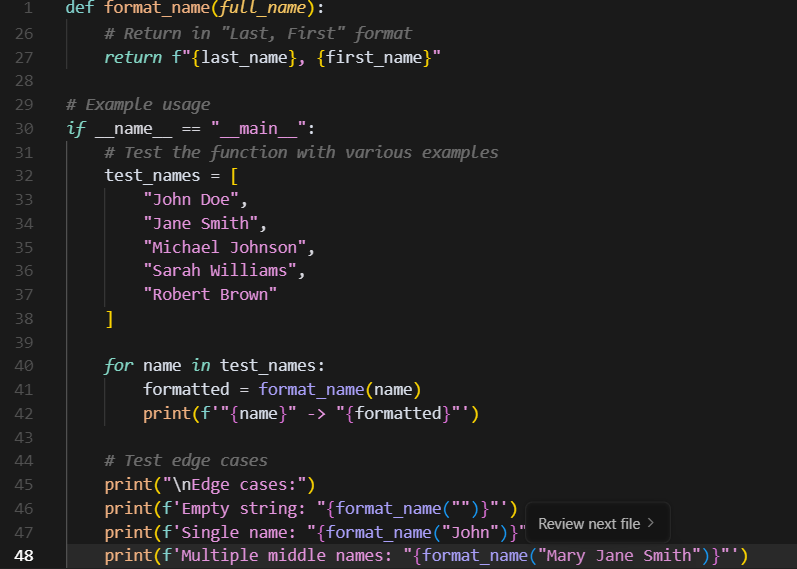 1 def format_name(full_name):
26 # Return in "Last, First" format
27 return f"{last_name}, {first_name}"
28
29 # Example usage
30 if __name__ == "__main__":
31 # Test the function with various examples
32 test_names = [
33 "John Doe",
34 "Jane Smith",
35 "Michael Johnson",
36 "Sarah Williams",
37 "Robert Brown"
38 ]
39
40 for name in test_names:
41 formatted = format_name(name)
42 print(f'"{name}" -> "{formatted}"')
43
44 # Test edge cases
45 print("\nEdge cases:")
46 print(f'Empty string: "{format_name("")}"')
47 print(f'Single name: "{format_name("John")}"
Review next file >
48 print(f'Multiple middle names: "{format_name("Mary Jane Smith")}"')